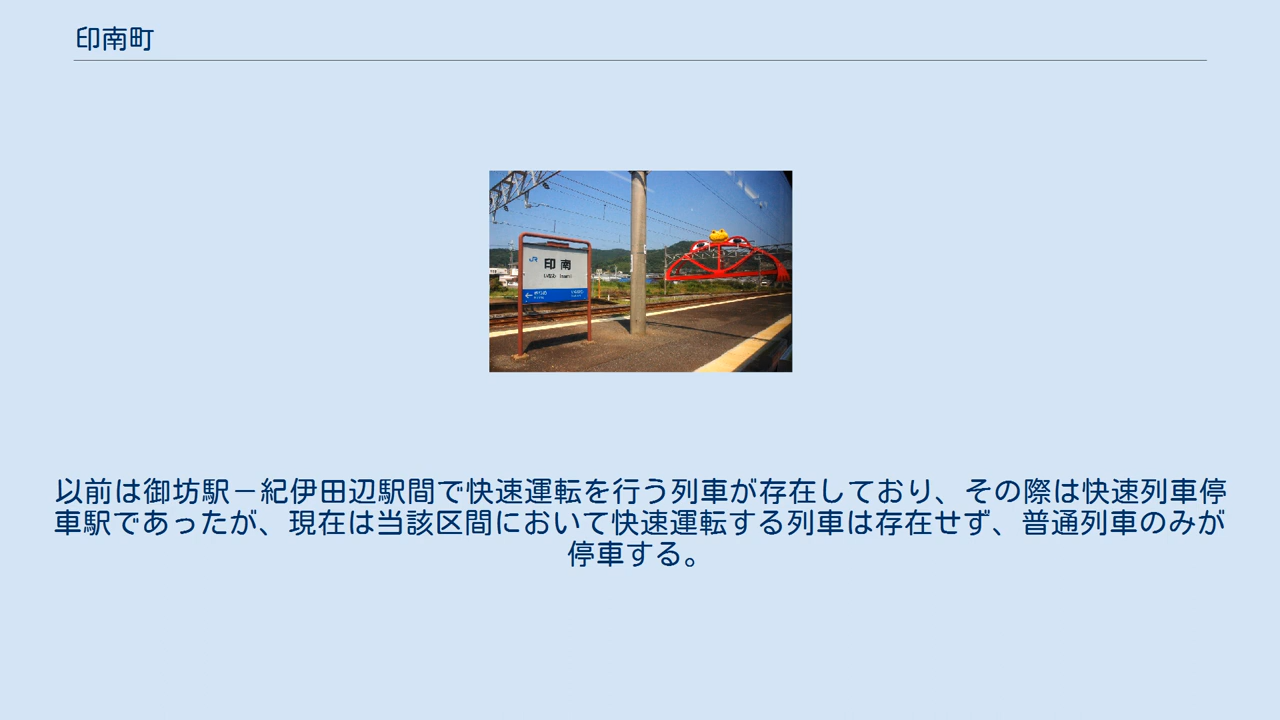 印南町
JR
印南
以前は御坊駅－紀伊田辺駅間で快速運転を行う列車が存在しており、その際は快速列車停
車駅であったが、現在は当該区間において快速運転する列車は存在せず、普通列車のみが
停車する。